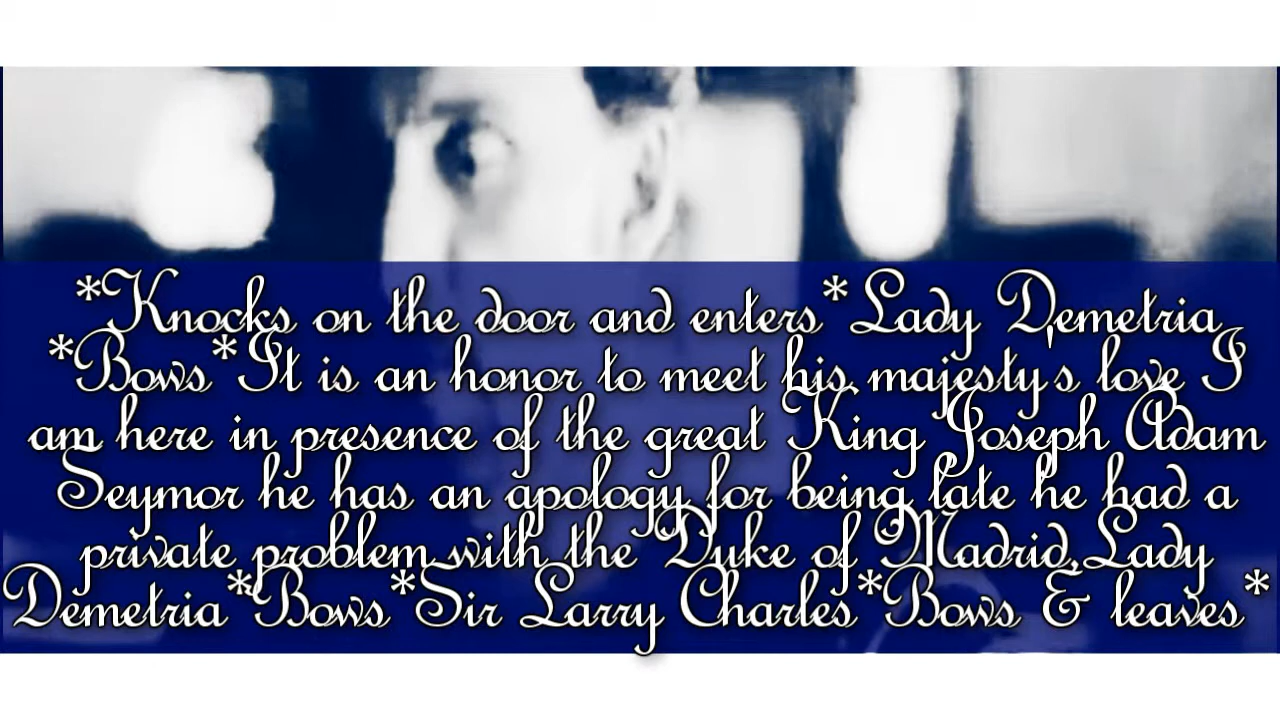 *Knocks on the door and enters*Lady Demetria
*Bows*It is an honor to meet his majesty's love I
am here in presence of the great King Joseph Adam
Seymor he has an apology for being late he had a
private problem with the Duke of Madrid,Lady
Demetria*~Bows*Sir Larry Charles*Bows & leaves*